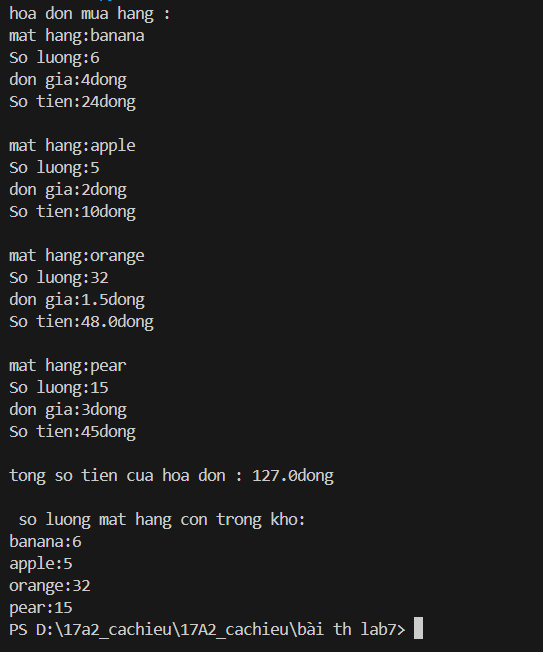 hoa don mua hang :
mat hang:banana
So luong:6
don gia:4dong
So tien:24dong
mat hang:apple
So luong:5
don gia:2dong
So tien:10dong
mat hang:orange
So luong:32
don gia:1.5dong
So tien:48.0dong
mat hang:pear
So luong:15
don gia:3dong
So tien:45dong
tong so tien cua hoa don : 127.0dong
so luong mat hang con trong kho:
banana:6
apple:5
orange:32
pear:15
PS D:\17a2_cachieu\17A2_cachieu\bài th lab7>